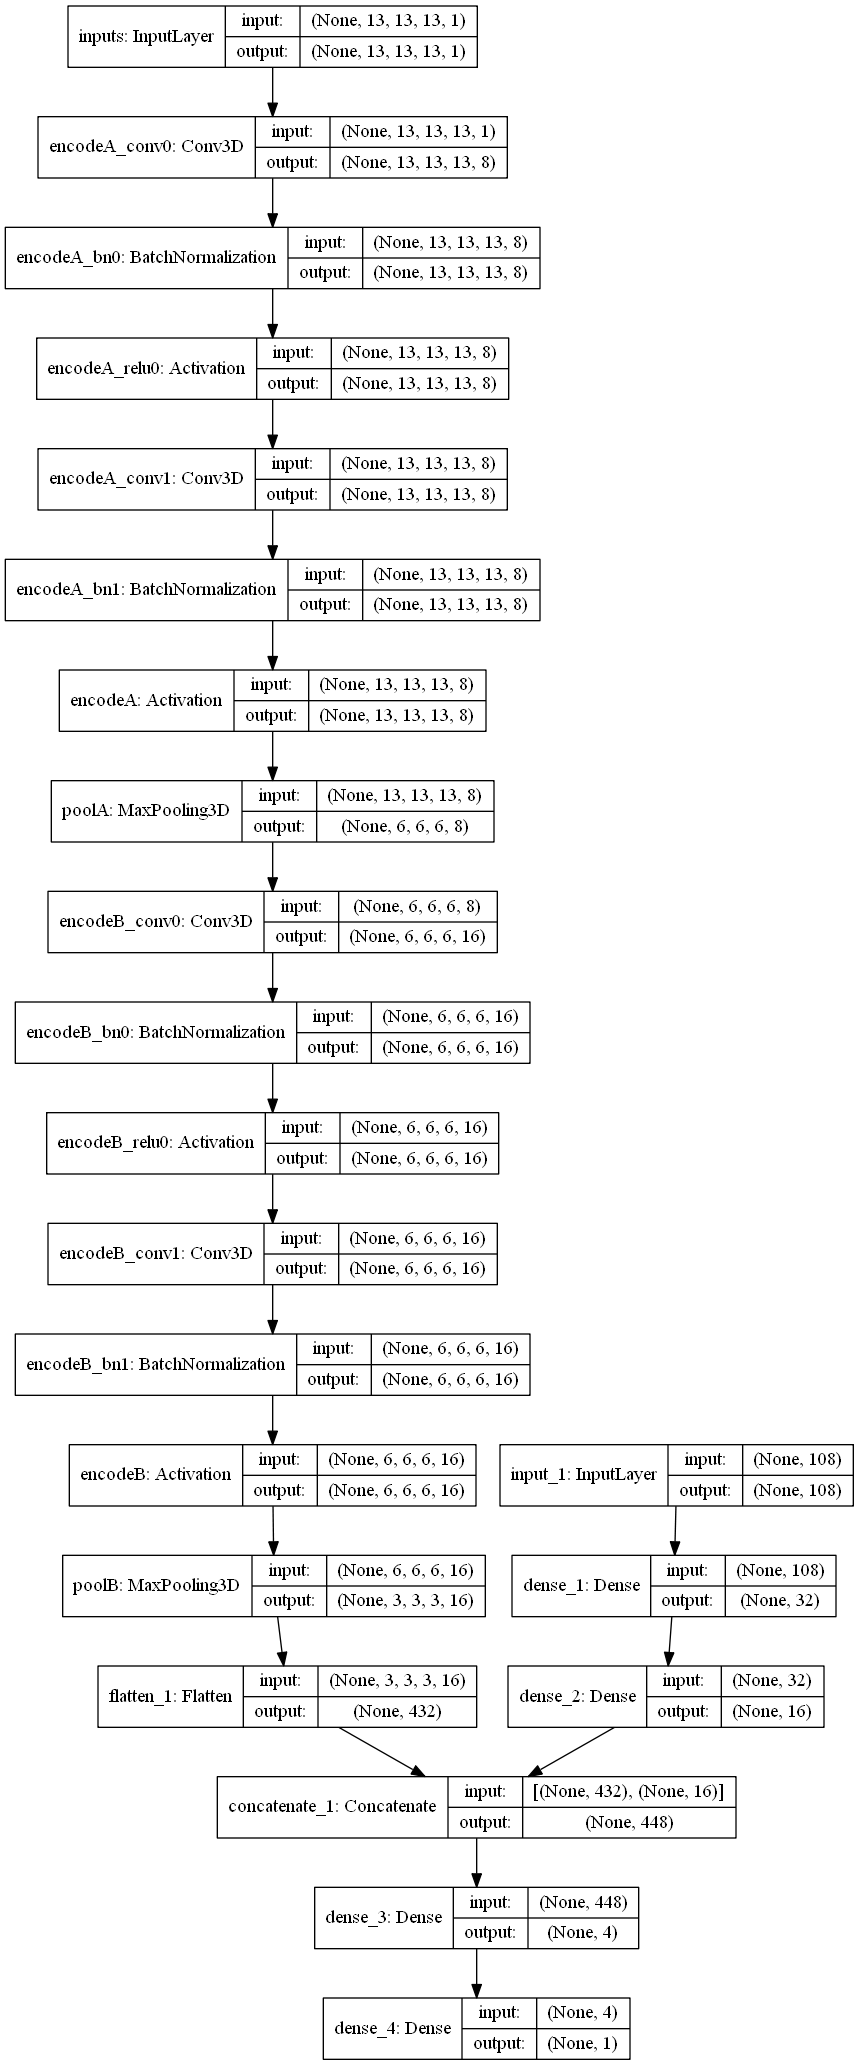 inputs: InputLayer
input:
(None, 13, 13, 13, 1)
output:
(None, 13, 13, 13, 1)
encodeA_conv0: Conv3D
input:
(None, 13, 13, 13, 1)
output:
(None, 13, 13, 13, 8)
encodeA_bn0: BatchNormalization
input:
(None, 13, 13, 13, 8)
output:
(None, 13, 13, 13, 8)
encodeA_relu0: Activation
input:
(None, 13, 13, 13, 8)
output:
(None, 13, 13, 13, 8)
encodeA_conv1: Conv3D
input:
(None, 13, 13, 13, 8)
output:
(None, 13, 13, 13, 8)
encodeA_bn1: BatchNormalization
input:
(None, 13, 13, 13, 8)
output:
(None, 13, 13, 13, 8)
encodeA: Activation
input:
(None, 13, 13, 13, 8)
output:
(None, 13, 13, 13, 8)
poolA: MaxPooling3D
input:
(None, 13, 13, 13, 8)
output:
(None, 6, 6, 6, 8)
encodeB_conv0: Conv3D
input:
(None, 6, 6, 6, 8)
output:
(None, 6, 6, 6, 16)
encodeB_bn0: BatchNormalization
input:
(None, 6, 6, 6, 16)
output:
(None, 6, 6, 6, 16)
encodeB_relu0: Activation
input:
(None, 6, 6, 6, 16)
output:
(None, 6, 6, 6, 16)
encodeB_conv1: Conv3D
input:
(None, 6, 6, 6, 16)
output:
(None, 6, 6, 6, 16)
encodeB_bn1: BatchNormalization
input:
(None, 6, 6, 6, 16)
output:
(None, 6, 6, 6, 16)
encodeB: Activation
input:
(None, 6, 6, 6, 16)
output:
(None, 6, 6, 6, 16)
input_1: InputLayer
input:
(None, 108)
output:
(None, 108)
poolB: MaxPooling3D
input:
(None, 6, 6, 6, 16)
output:
(None, 3, 3, 3, 16)
dense_1: Dense
input:
(None, 108)
output:
(None, 32)
flatten_1: Flatten
input:
(None, 3, 3, 3, 16)
output:
(None, 432)
dense_2: Dense
input:
(None, 32)
output:
(None, 16)
concatenate_1: Concatenate
input:
[(None, 432), (None, 16)]
output:
(None, 448)
dense_3: Dense
input:
(None, 448)
output:
(None, 4)
dense_4: Dense
input:
(None, 4)
output:
(None, 1)